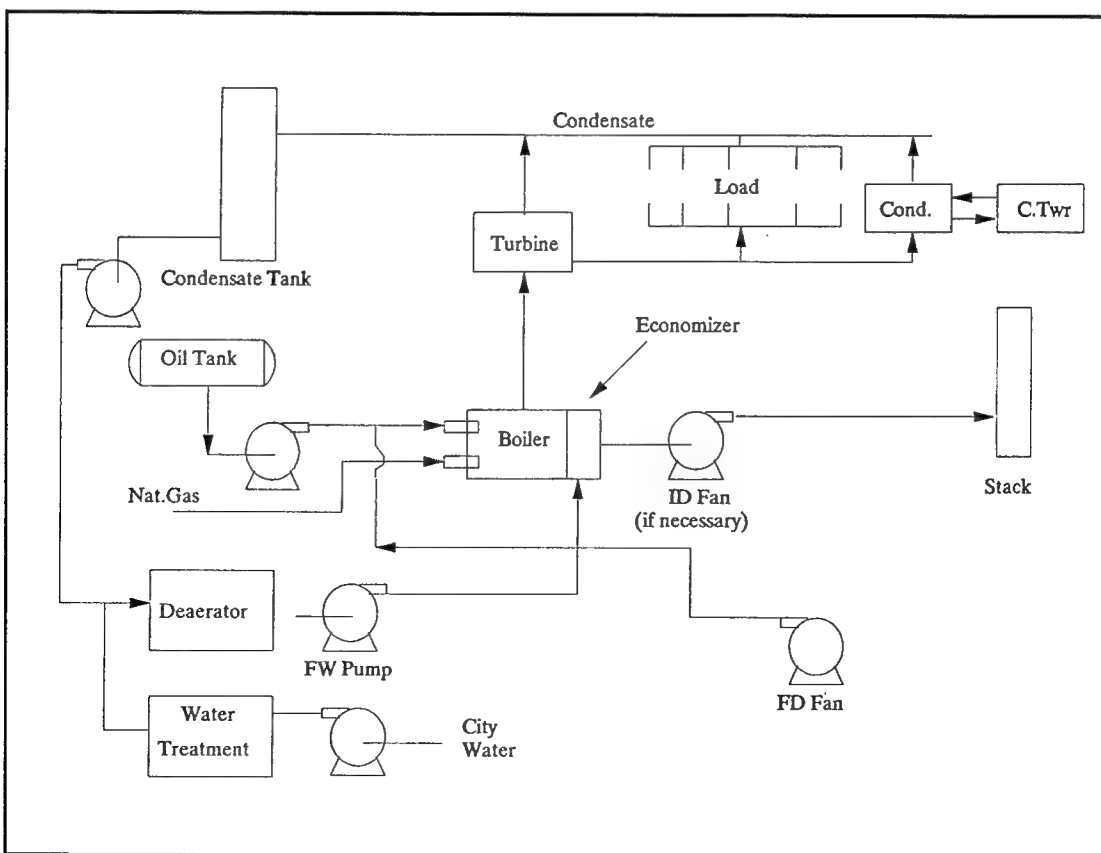 Condensate
Load
Cond.
C.Twr
Turbine
Condensate Tank
Economizer
Oil Tank
Boiler
Nat.Gas
ID Fan
(if necessary)
Stack
Deaerator
FW Pump
FD Fan
Water
Treatment
City
Water